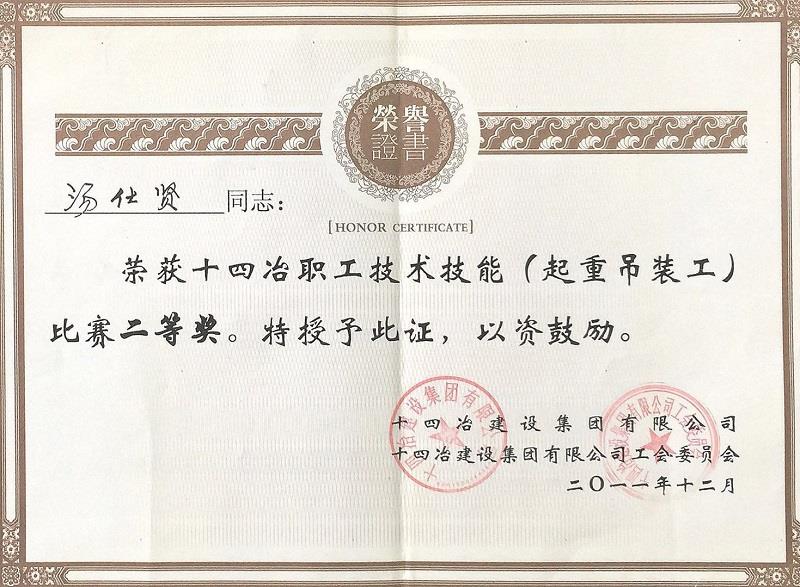 榮譽
證書
汤仕贤同志：
[HONOR CERTIFICATE]
荣获十四冶职工技术技能（起重吊装工）
比赛二等奖。特授予此证，以资鼓励。
十四冶建设集团有限公司
十四冶建设集团有限公司工会委员会
二〇一一年十二月